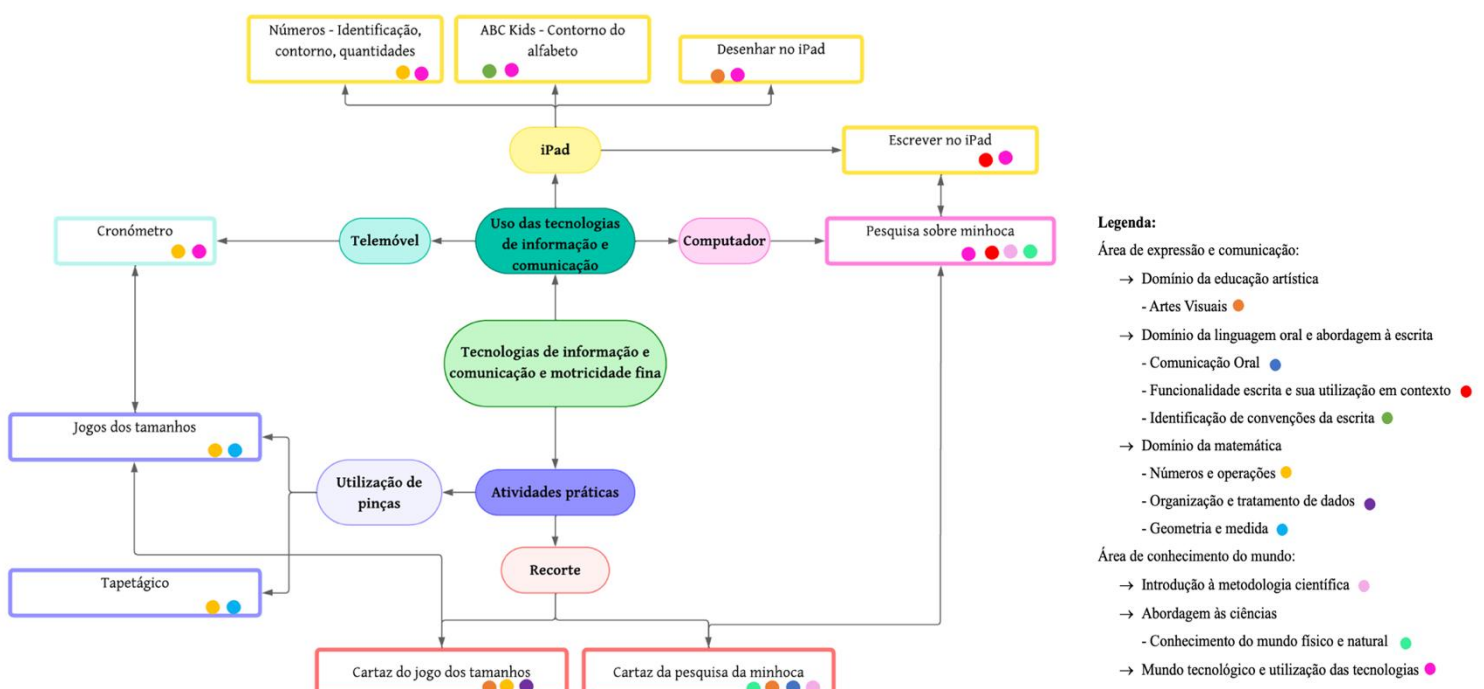 Números - Identificação,
contorno, quantidades
ABC Kids - Contorno do
alfabeto
Desenhar no iPad
iPad
Escrever no iPad
Cronómetro
Telemóvel
Uso das tecnologias
de informação e
comunicação
Computador
Pesquisa sobre minhoca
Tecnologias de informação e
comunicação e motricidade fina
Jogos dos tamanhos
Utilização de
pinças
Atividades práticas
Tapetágico
Recorte
Cartaz do jogo dos tamanhos
Cartaz da pesquisa da minhoca
Legenda:
Área de expressão e comunicação:
→ Domínio da educação artística
- Artes Visuais
→ Domínio da linguagem oral e abordagem à escrita
- Comunicação Oral
- Funcionalidade escrita e sua utilização em contexto
- Identificação de convenções da escrita
→ Domínio da matemática
- Números e operações
- Organização e tratamento de dados
- Geometria e medida
Área de conhecimento do mundo:
→ Introdução à metodologia científica
→ Abordagem às ciências
- Conhecimento do mundo físico e natural
→ Mundo tecnológico e utilização das tecnologias